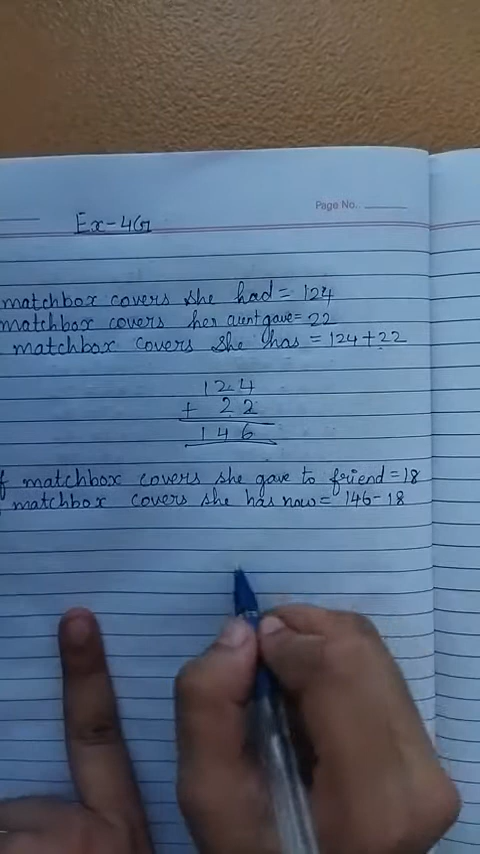 Page No.
Ex-4G
matchbox covers she had = 124
matchbox covers her aunt gave = 22
matchbox covers she has = 124+22
124
+ 22
146
matchbox covers she gave to friend = 18
matchbox covers she has now = 146-18